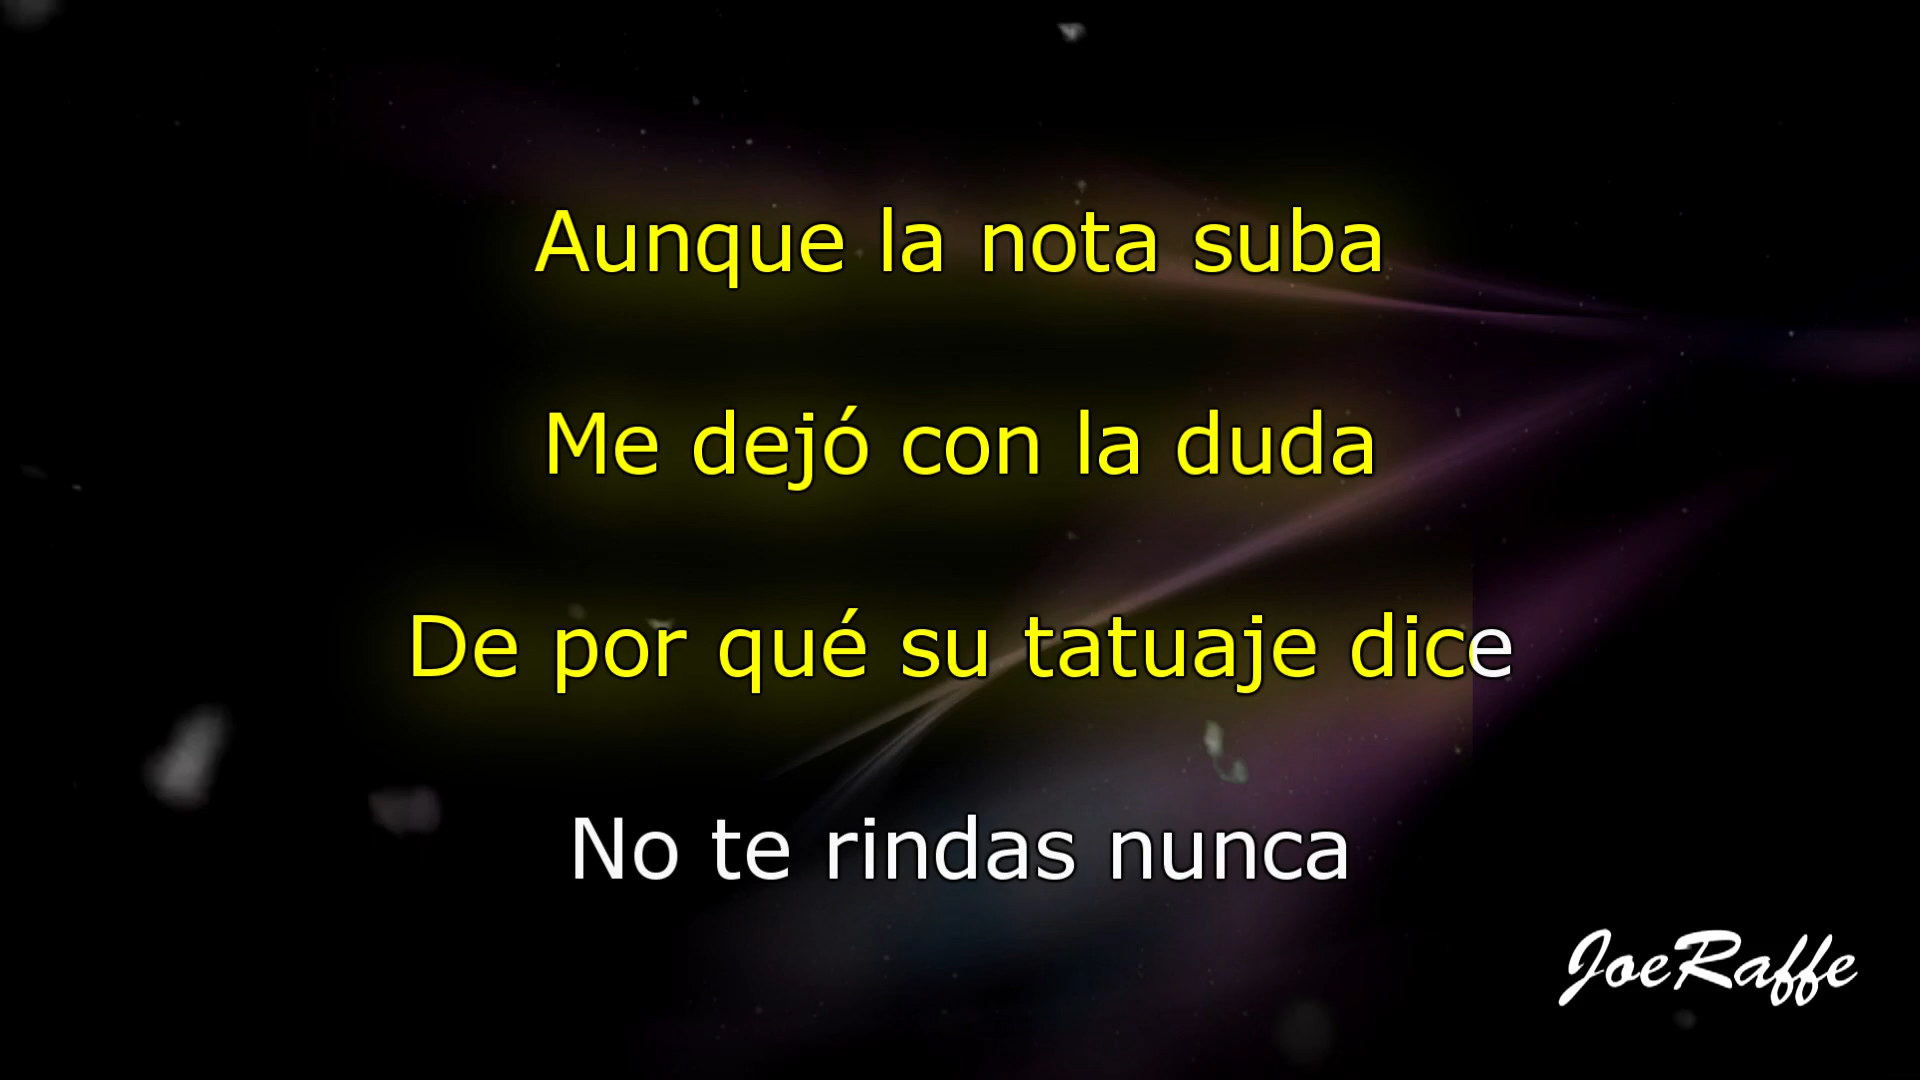 Aunque la nota suba
Me dejó con la duda
De por qué su tatuaje dice
No te rindas nunca
JoeRaffe